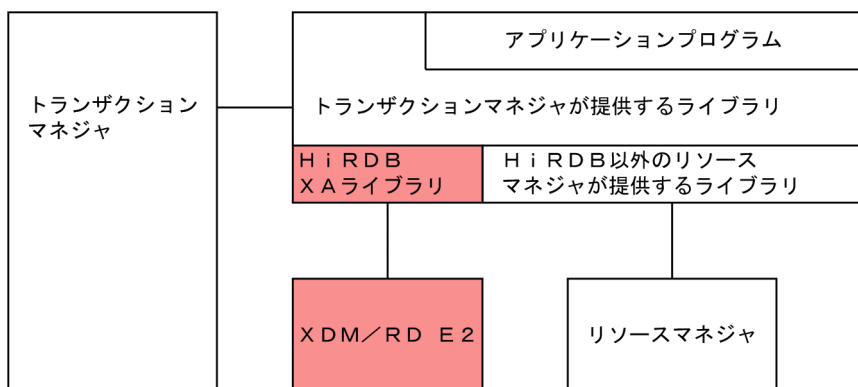 アプリケーションプログラム
トランザクション
マネジャ
トランザクションマネジャが提供するライブラリ
ＨｉＲＤＢ
ＸＡライブラリ
ＨｉＲＤＢ以外のリソース
マネジャが提供するライブラリ
ＸＤＭ／ＲＤ Ｅ２
リソースマネジャ